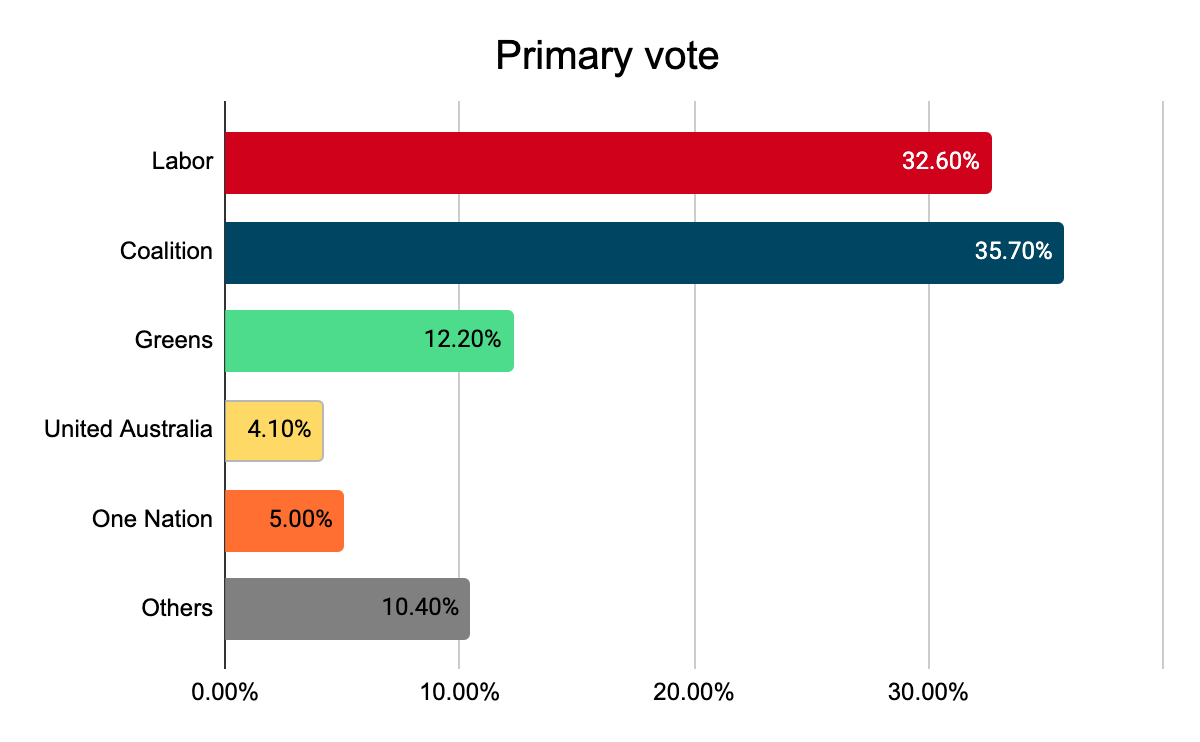 Primary vote
Labor 32.60%
Coalition 35.70%
Greens 12.20%
United Australia 4.10%
One Nation 5.00%
Others 10.40%
0.00% 10.00% 20.00% 30.00%